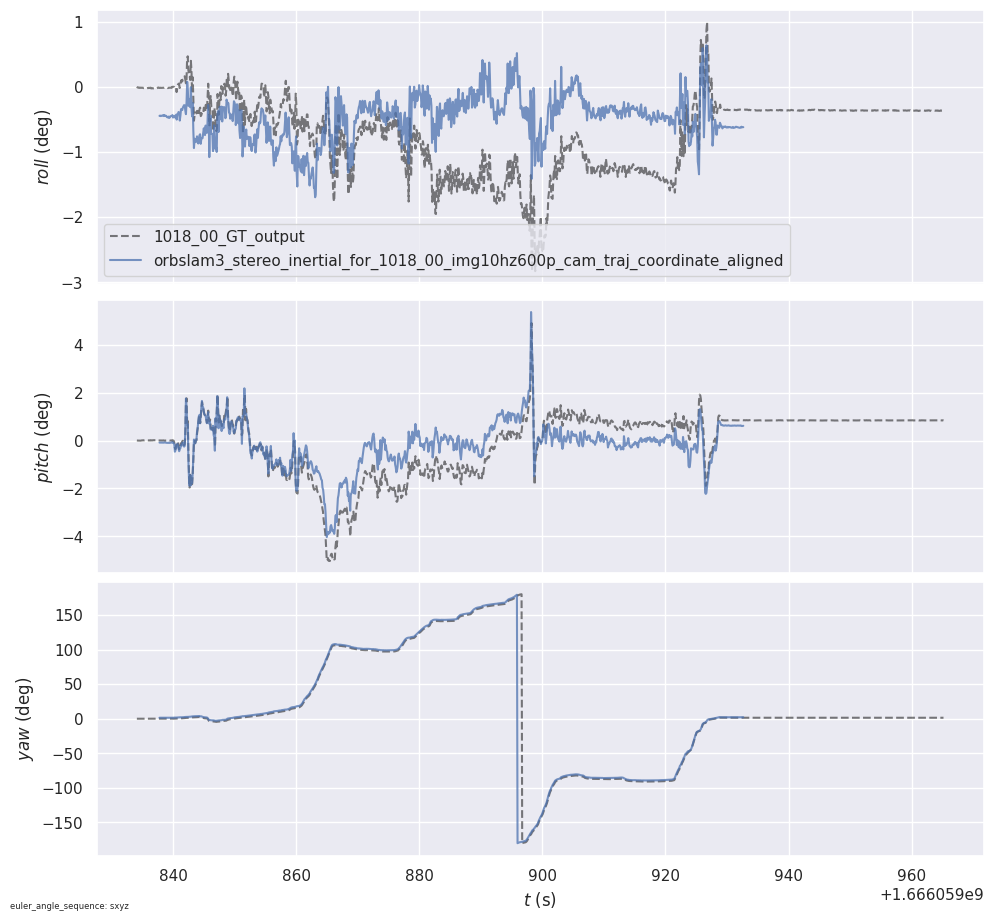 1
0
−1
−2
−3
roll (deg)
1018_00_GT_output
orbslam3_stereo_inertial_for_1018_00_img10hz600p_cam_traj_coordinate_aligned
4
2
0
−2
−4
pitch (deg)
150
100
50
0
−50
−100
−150
yaw (deg)
840 860 880 900 920 940 960
+1.666059e9
t (s)
euler_angle_sequence: sxyz